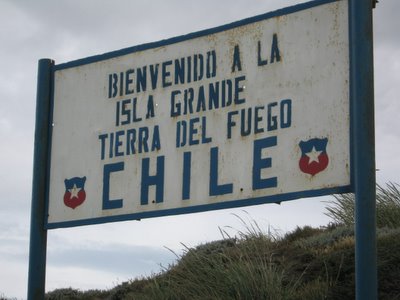 BIENVENIDO A LA
ISLA GRANDE
TIERRA DEL FUEGO
CHILE